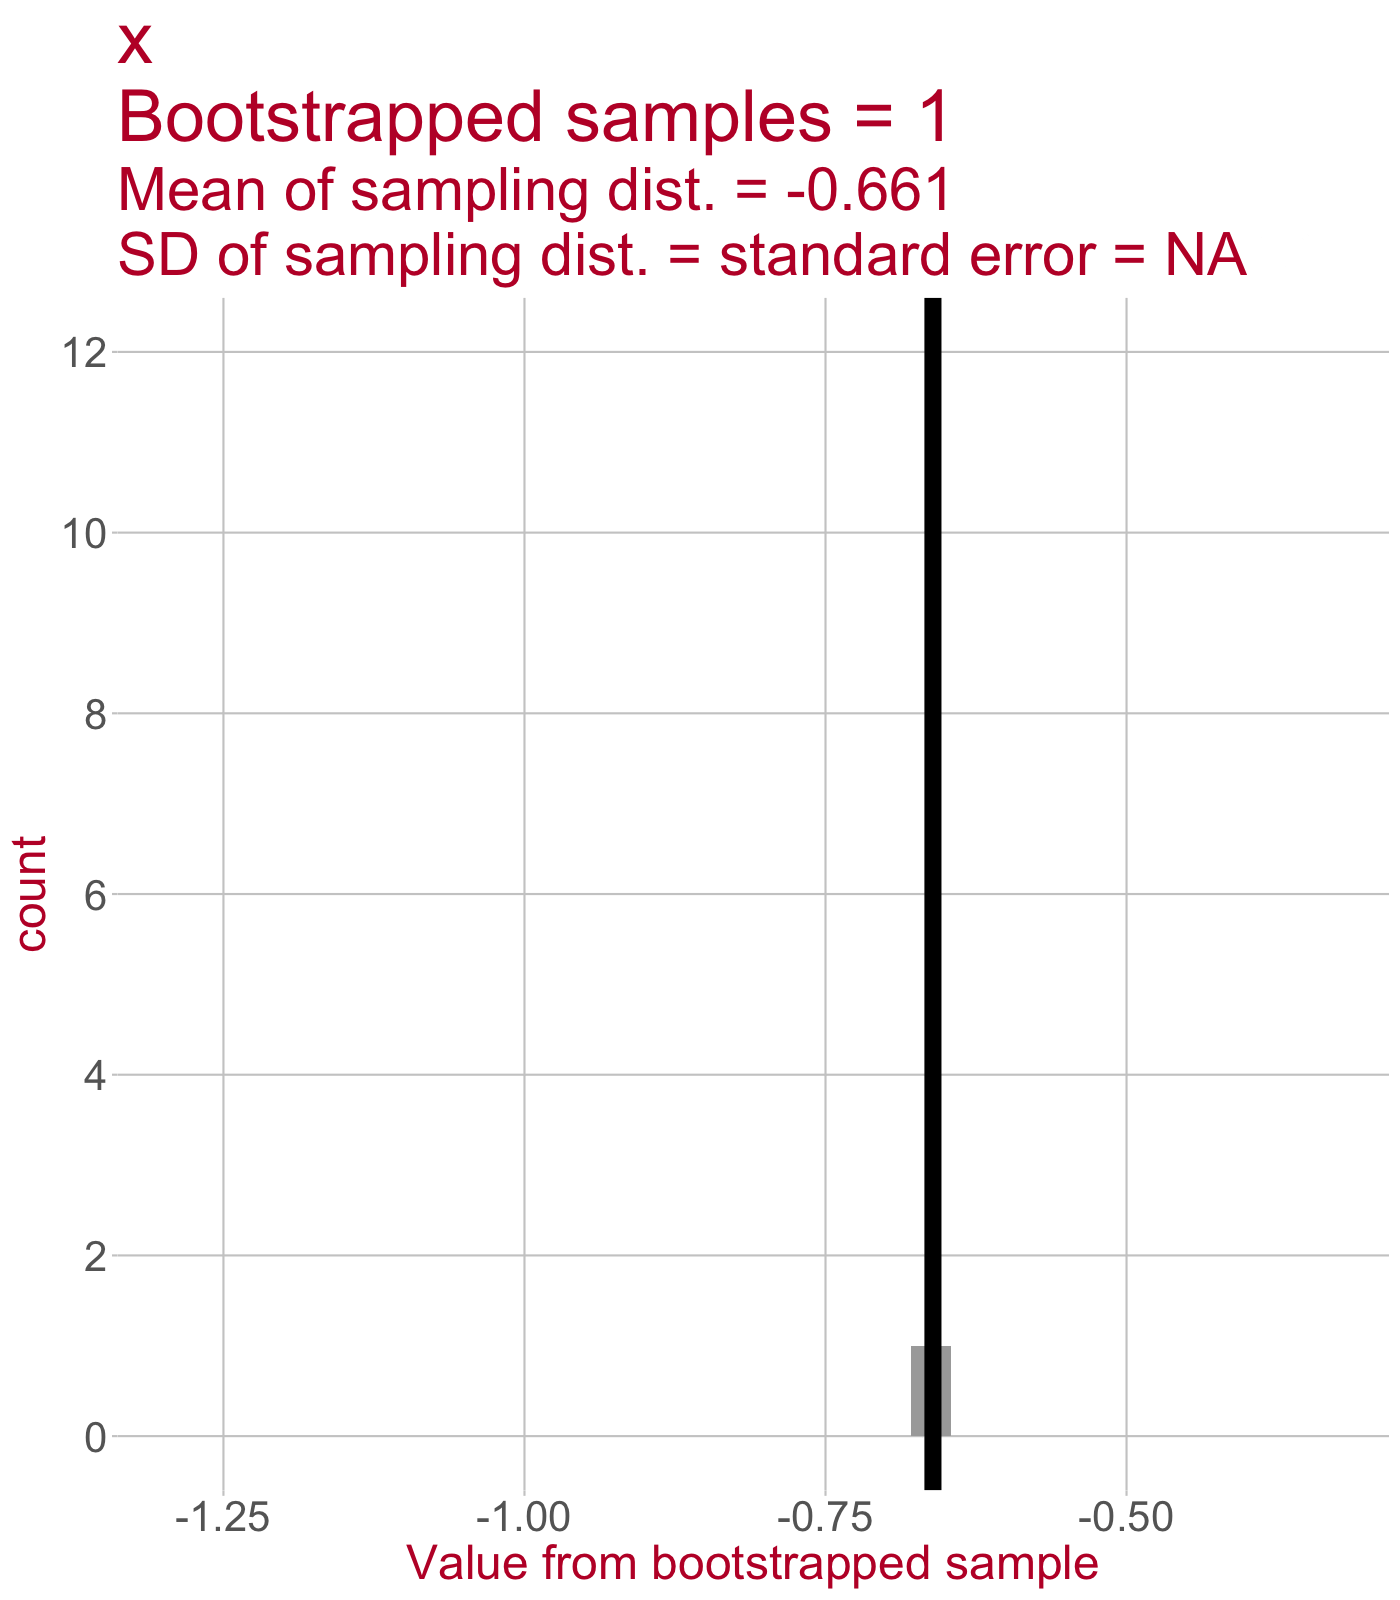 x
Bootstrapped samples = 1
Mean of sampling dist. = -0.661
SD of sampling dist. = standard error = NA
12
10
8
6
4
2
0
count
-1.25 -1.00 -0.75 -0.50
Value from bootstrapped sample